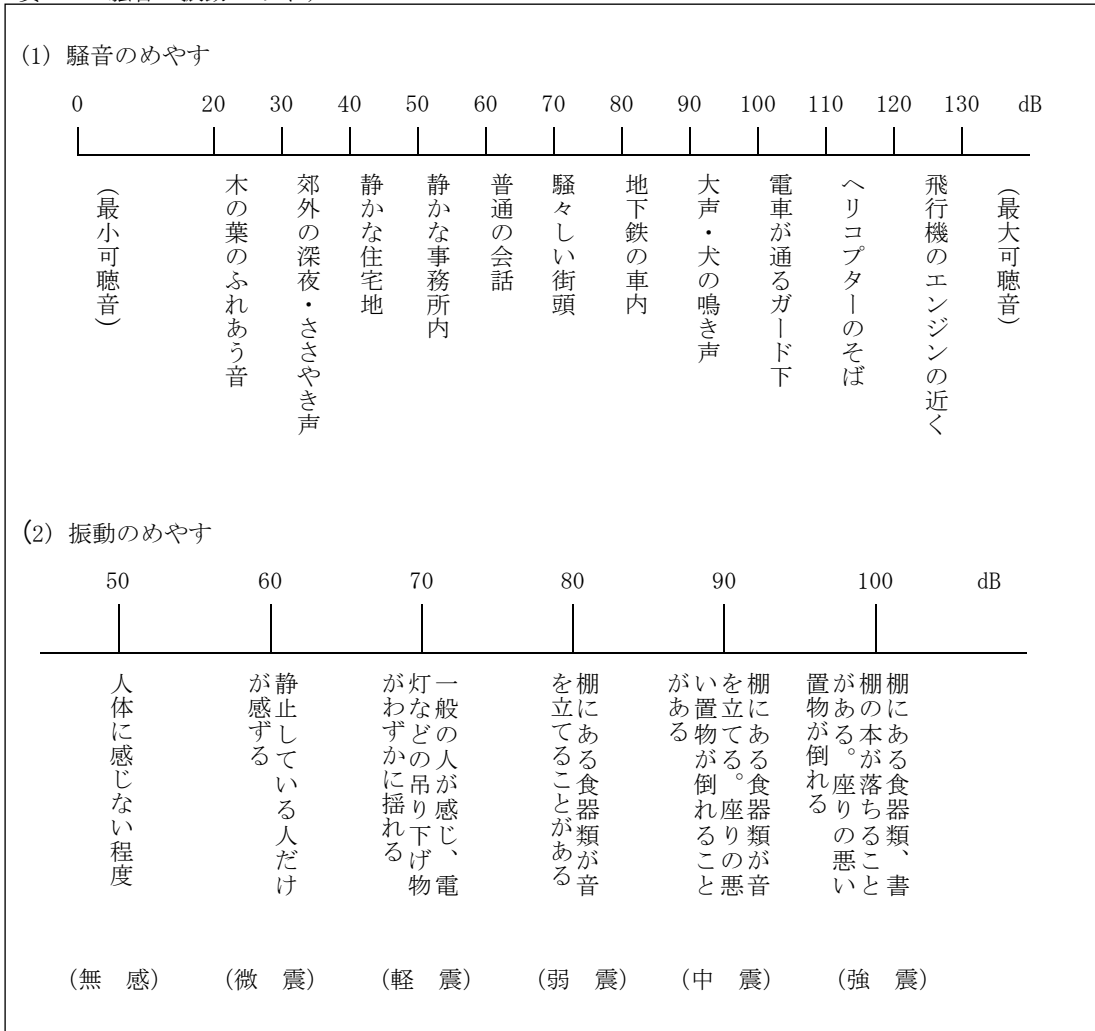 (1) 騒音のめやす
0 20 30 40 50 60 70 80 90 100 110 120 130 dB
(最小可聴音)
木の葉のふれあう音
郊外の深夜・ささやき声
静かな住宅地
静かな事務所内
普通の会話
騒々しい街頭
地下鉄の車内
大声・犬の鳴き声
電車が通るガード下
ヘリコプターのそば
飛行機のエンジンの近く
(最大可聴音)
(2) 振動のめやす
50 60 70 80 90 100 dB
人体に感じない程度
静止している人だけ
が感ずる
一般の人が感じ、電
灯などの吊り下げ物
がわずかに揺れる
棚にある食器類が音
を立てることがある
棚にある食器類が音
を立てる。座りの悪
い置物が倒れること
がある
棚にある食器類、書
棚の本が落ちること
がある。座りの悪い
置物が倒れる
(無 感) (微 震) (軽 震) (弱 震) (中 震) (強 震)